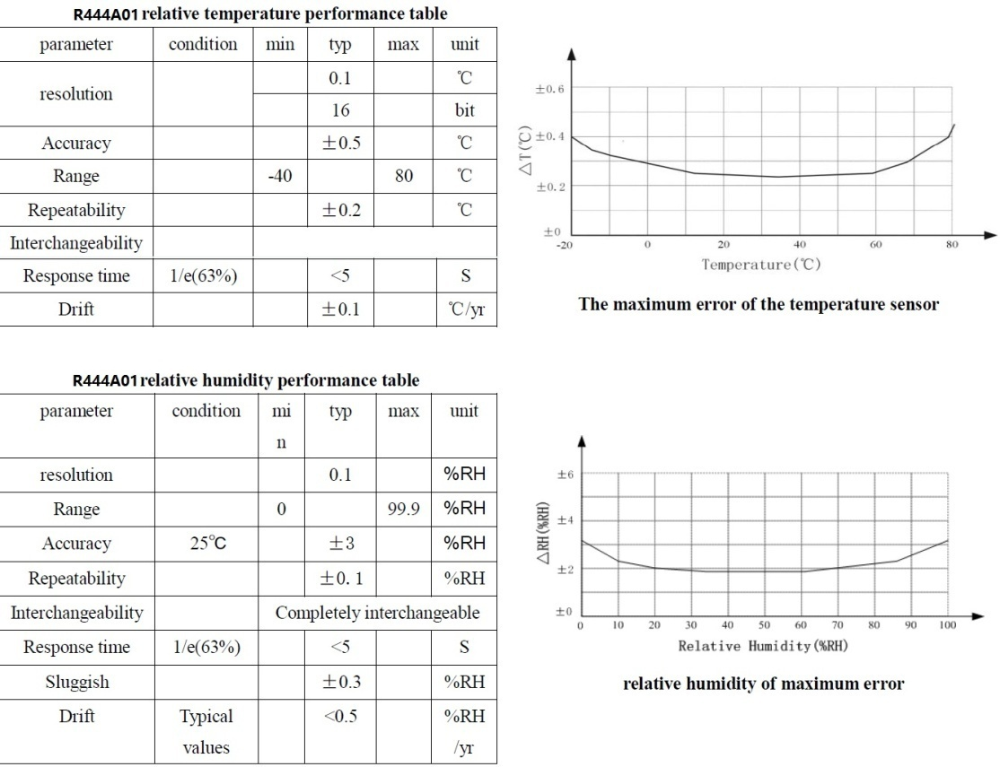 R444A01 relative temperature performance table
parameter condition min typ max unit
resolution
0.1 ℃
16 bit
Accuracy ±0.5 ℃
Range -40 80 ℃
Repeatability ±0.2 ℃
Interchangeability
Response time 1/e(63%) <5 S
Drift ±0.1 ℃/yr
±0.6
±0.4
±0.2
±0
△T(℃)
-20 0 20 40 60 80
Temperature(℃)
The maximum error of the temperature sensor
R444A01 relative humidity performance table
parameter condition mi typ max unit
n
resolution 0.1 %RH
Range 0 99.9 %RH
Accuracy 25℃ ±3 %RH
Repeatability ±0. 1 %RH
Interchangeability Completely interchangeable
Response time 1/e(63%) <5 S
Sluggish ±0.3 %RH
Drift Typical <0.5 %RH
values /yr
±6
±4
±2
±0
△RH(%RH)
0 10 20 30 40 50 60 70 80 90 100
Relative Humidity(%RH)
relative humidity of maximum error